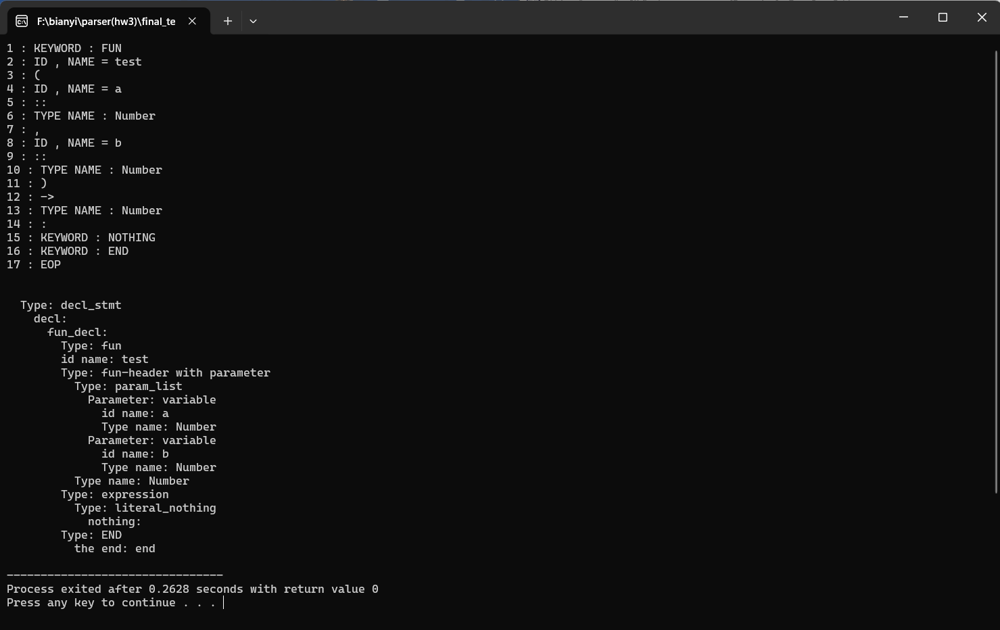 F:\bianyi\parser(hw3)\final_te
1 : KEYWORD : FUN
2 : ID , NAME = test
3 : (
4 : ID , NAME = a
5 : ::
6 : TYPE NAME : Number
7 : ,
8 : ID , NAME = b
9 : ::
10 : TYPE NAME : Number
11 : )
12 : ->
13 : TYPE NAME : Number
14 : :
15 : KEYWORD : NOTHING
16 : KEYWORD : END
17 : EOP
Type: decl_stmt
decl:
fun_decl:
Type: fun
id name: test
Type: fun-header with parameter
Type: param_list
Parameter: variable
id name: a
Type name: Number
Parameter: variable
id name: b
Type name: Number
Type name: Number
Type: expression
Type: literal_nothing
nothing:
Type: END
the end: end
--------------------------------
Process exited after 0.2628 seconds with return value 0
Press any key to continue . . .